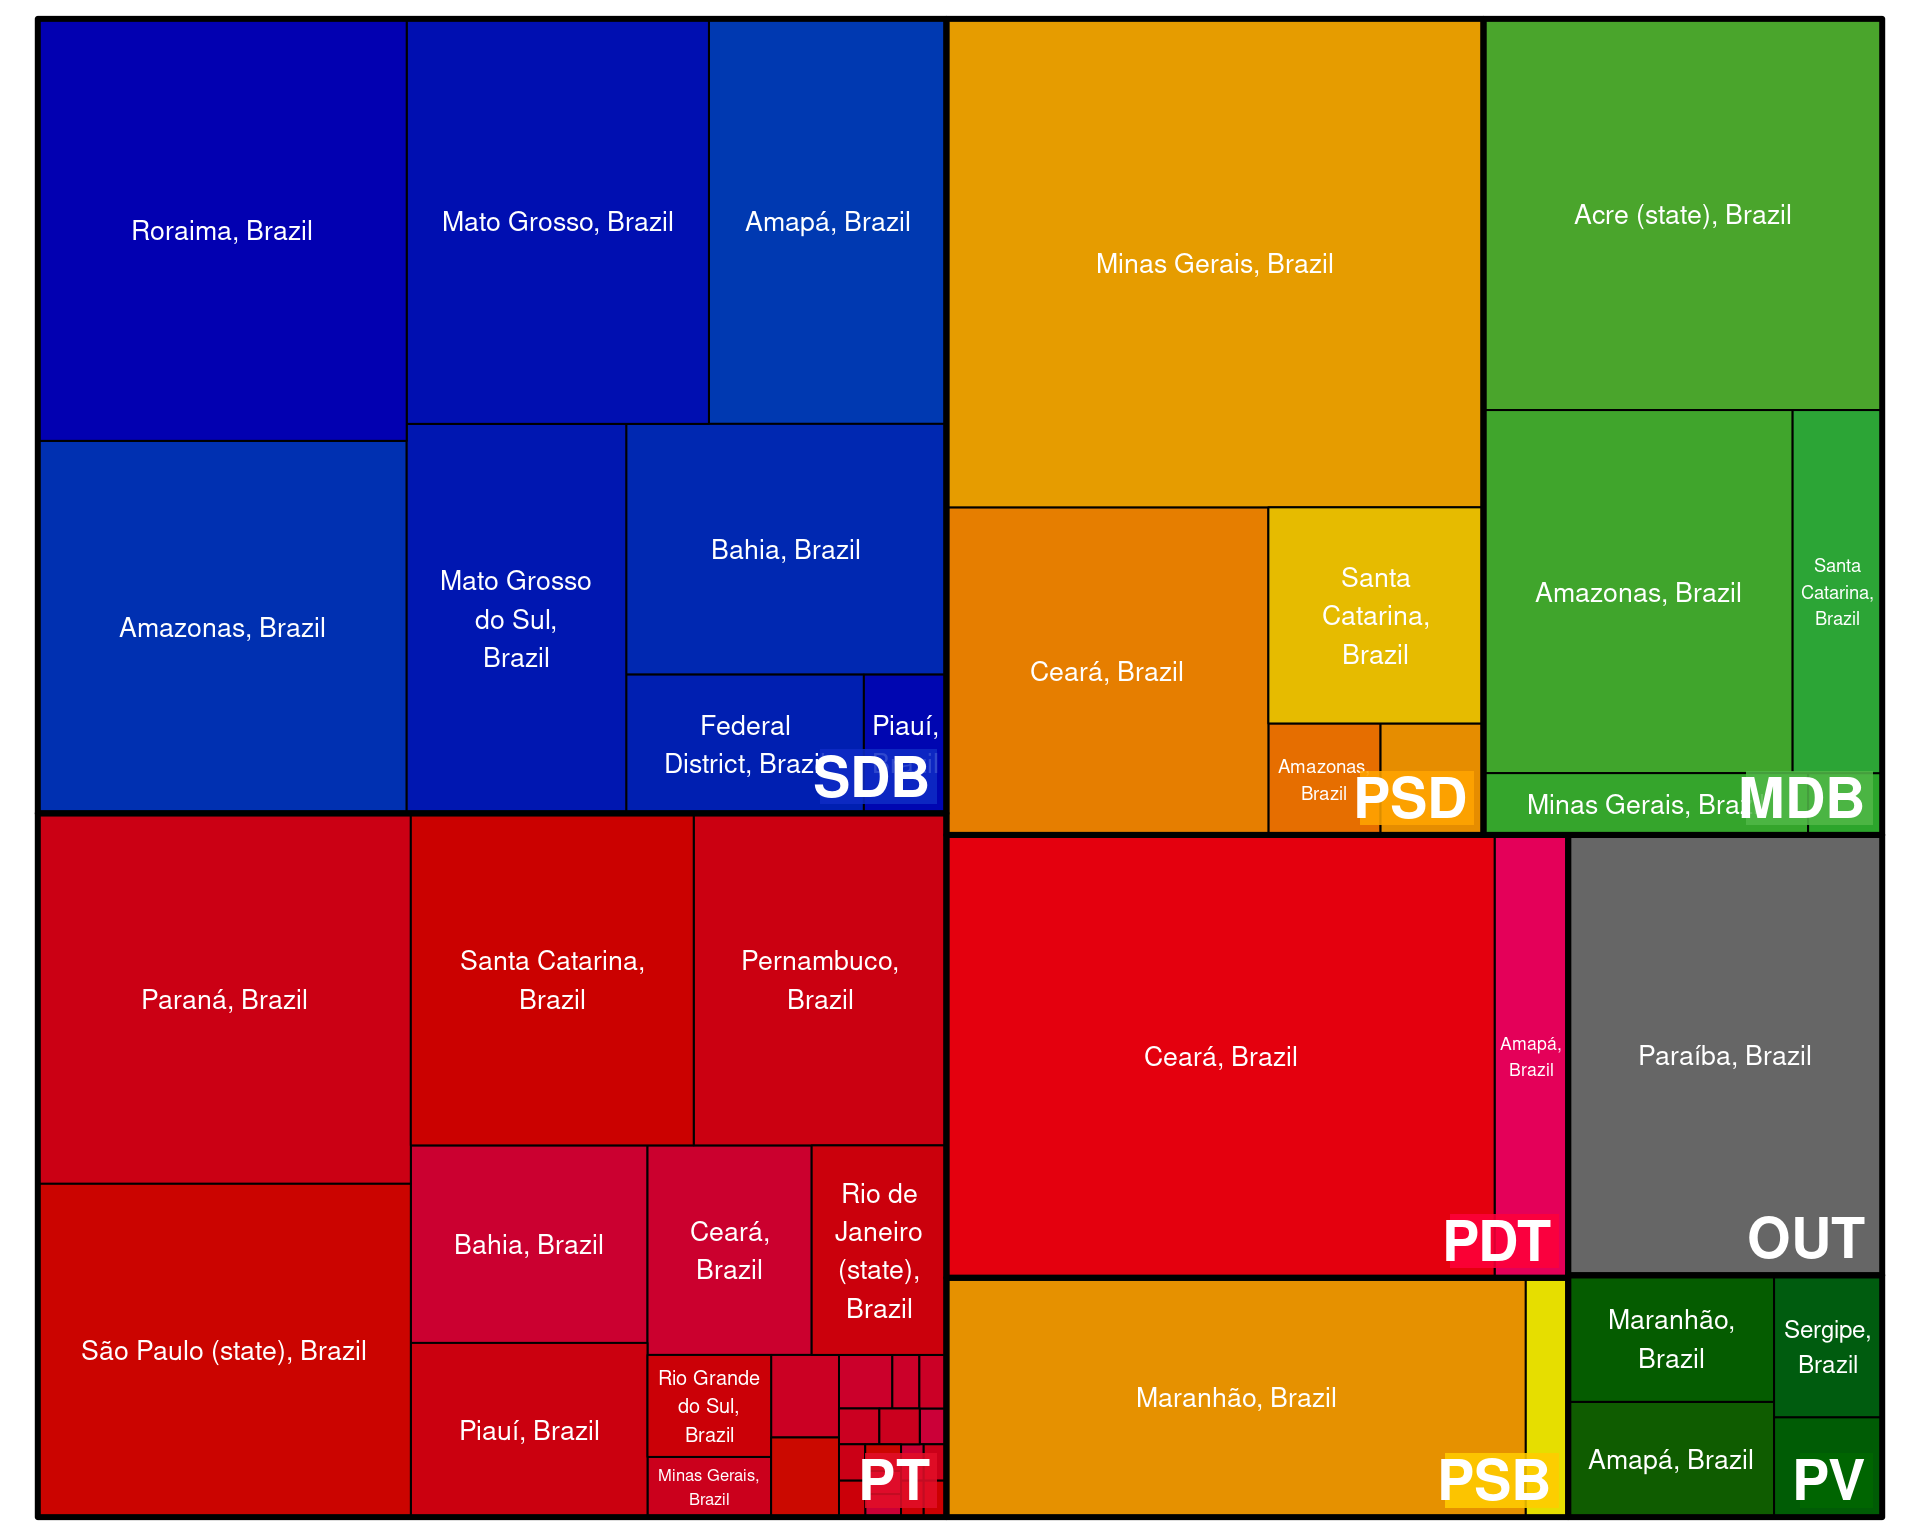 Roraima, Brazil
Mato Grosso, Brazil
Amapá, Brazil
Amazonas, Brazil
Mato Grosso
do Sul,
Brazil
Bahia, Brazil
Federal
District, Brazil
Piauí,
Brazil
SDB
Minas Gerais, Brazil
Ceará, Brazil
Santa
Catarina,
Brazil
Amazonas,
Brazil
PSD
Acre (state), Brazil
Amazonas, Brazil
Santa
Catarina,
Brazil
Minas Gerais, Brazil
MDB
Paraná, Brazil
Santa Catarina,
Brazil
Pernambuco,
Brazil
São Paulo (state), Brazil
Bahia, Brazil
Ceará,
Brazil
Rio de
Janeiro
(state),
Brazil
Piauí, Brazil
Rio Grande
do Sul,
Brazil
Minas Gerais,
Brazil
PT
Ceará, Brazil
Amapá,
Brazil
PDT
Paraíba, Brazil
OUT
Maranhão, Brazil
PSB
Maranhão,
Brazil
Sergipe,
Brazil
Amapá, Brazil
PV